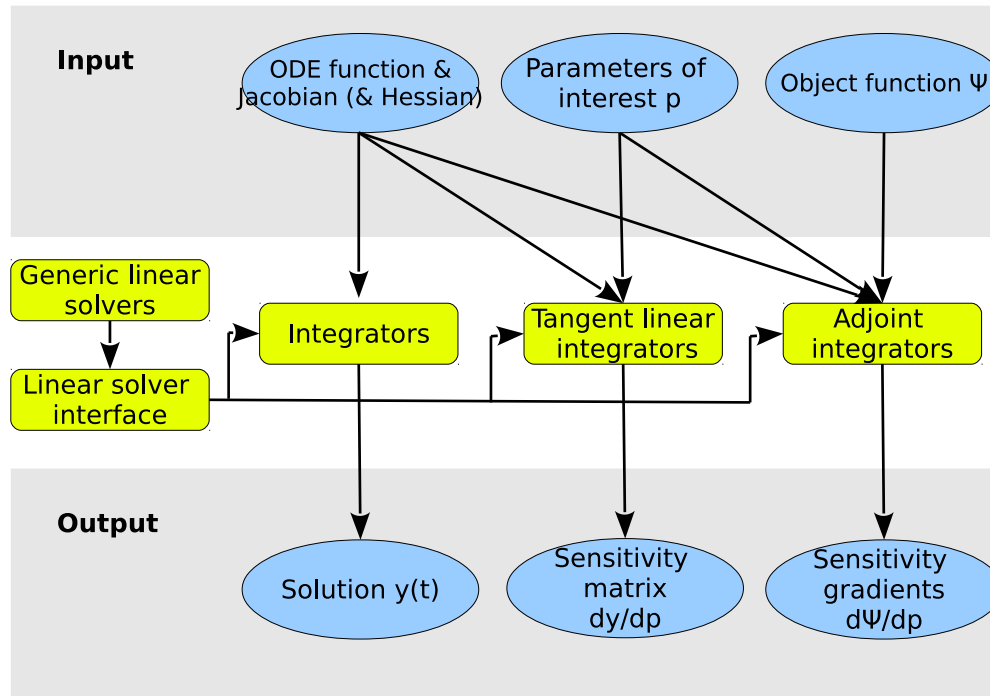 Input
ODE function &
Jacobian (& Hessian)
Parameters of
interest p
Object function Ψ
Generic linear
solvers
Linear solver
interface
Integrators
Tangent linear
integrators
Adjoint
integrators
Output
Solution y(t)
Sensitivity
matrix
dy/dp
Sensitivity
gradients
dΨ/dp